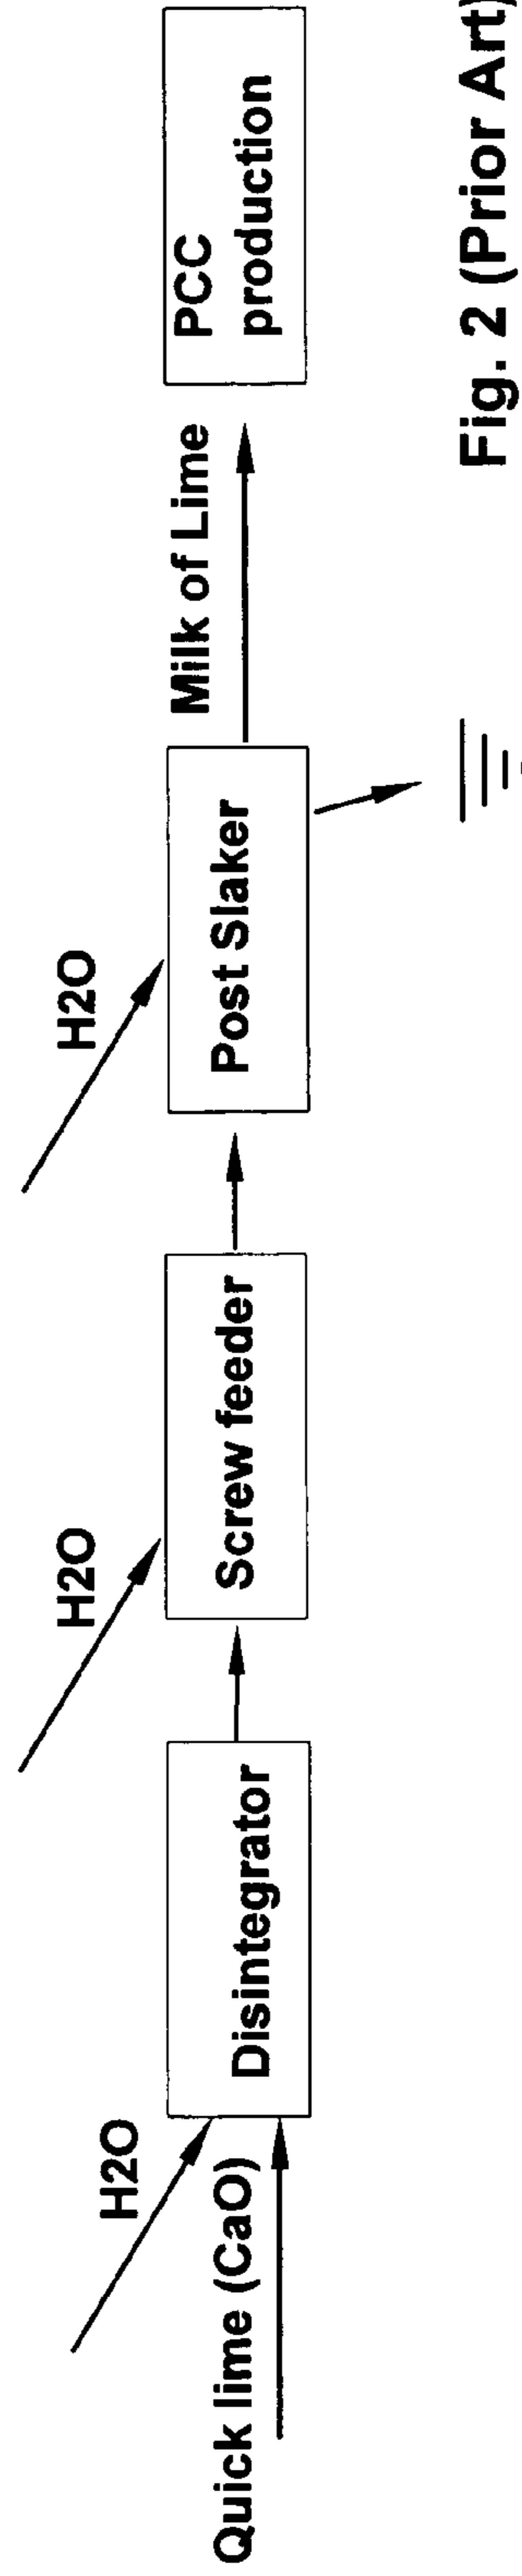 H2O
Quick lime (CaO)
Disintegrator
H2O
Screw feeder
H2O
Post Slaker
Milk of Lime
PCC
production
Fig. 2 (Prior Art)